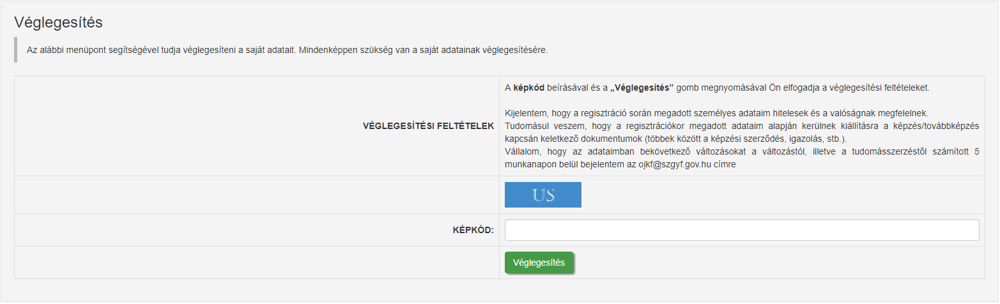 Véglegesítés
Az alábbi menüpont segítségével tudja véglegesíteni a saját adatait. Mindenképpen szükség van a saját adatainak véglegesítésére.
A képkód beírásával és a „Véglegesítés” gomb megnyomásával Ön elfogadja a véglegesítési feltételeket.
Kijelentem, hogy a regisztráció során megadott személyes adataim hitelesek és a valóságnak megfelelnek.
VÉGLEGESÍTÉSI FELTÉTELEK
Tudomásul veszem, hogy a regisztrációkor megadott adataim alapján kerülnek kiállításra a képzés/továbbképzés
kapcsán keletkező dokumentumok (többek között a képzési szerződés, igazolás, stb.).
Vállalom, hogy az adataimban bekövetkező változásokat a változástól, illetve a tudomásszerzéstől számított 5
munkanapon belül bejelentem az ojkf@szgyf.gov.hu címre
US
KÉPKÓD:
Véglegesítés